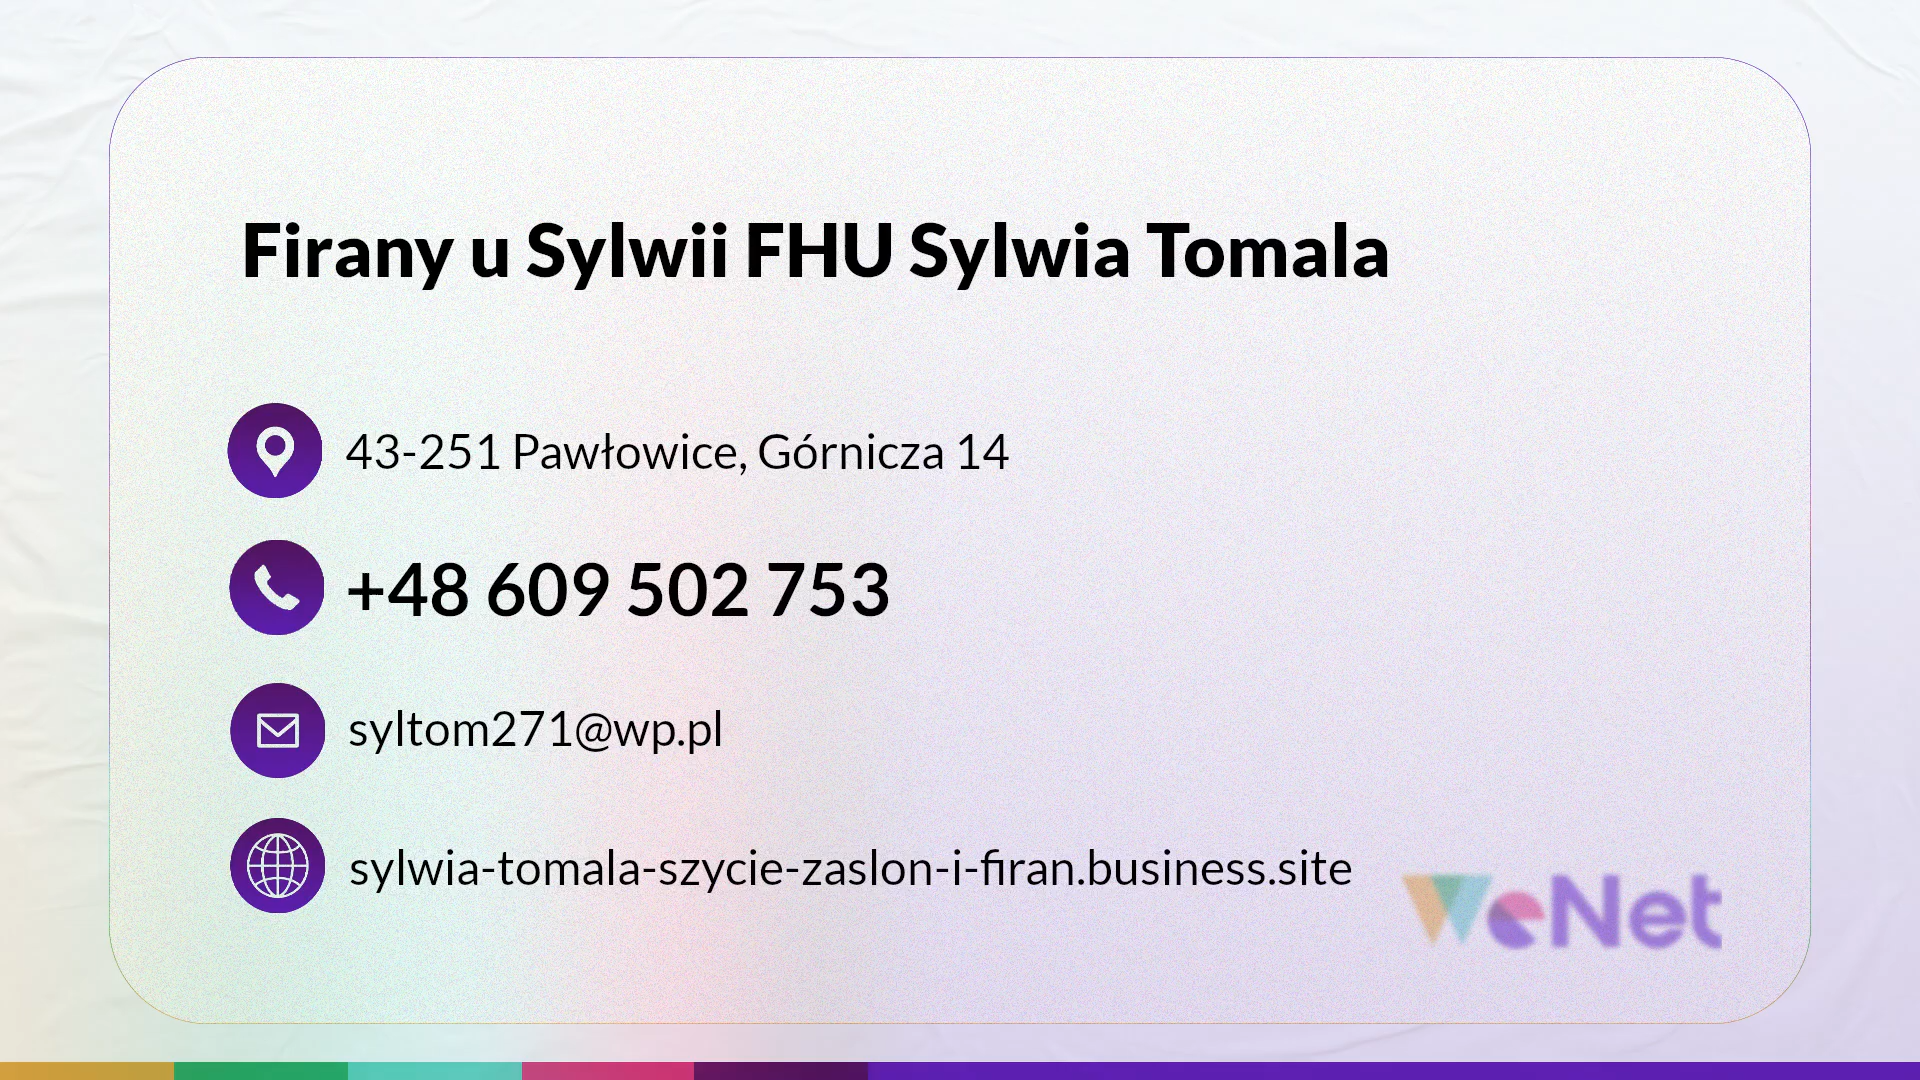 Firany u Sylwii FHU Sylwia Tomala
43-251 Pawłowice, Górnicza 14
+48 609 502 753
syltom271@wp.pl
sylwia-tomala-szycie-zaslon-i-firan.business.site
WeNet